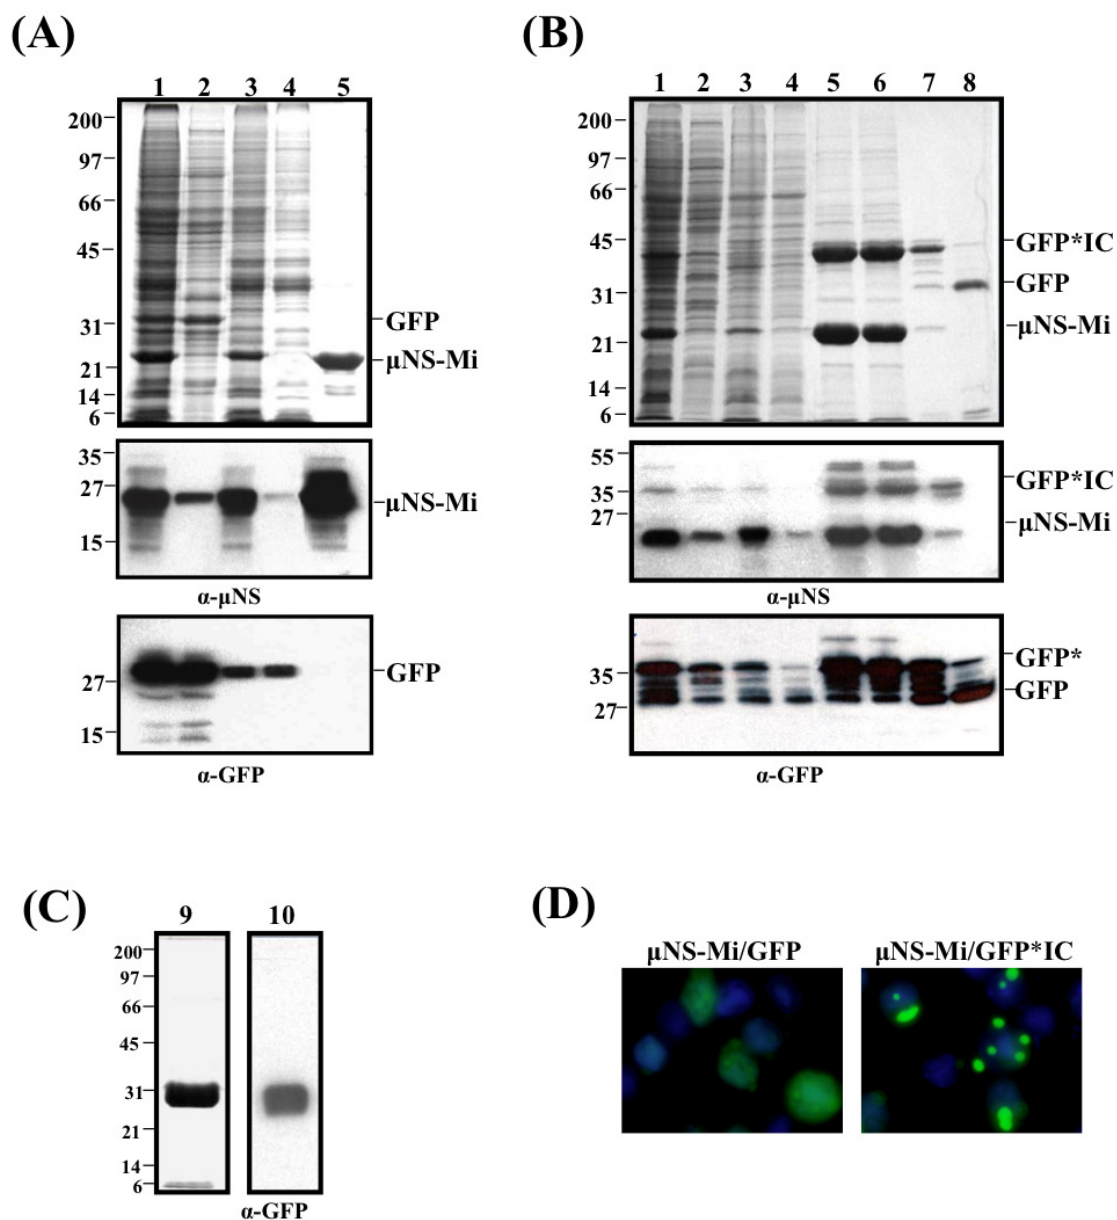 (A)
1 2 3 4 5
200
97
66
45
31
21
14
6
GFP
μNS-Mi
35
27
15
μNS-Mi
α-μNS
27
15
GFP
α-GFP
(B)
1 2 3 4 5 6 7 8
200
97
66
45
31
21
14
6
GFP*IC
GFP
μNS-Mi
55
35
27
GFP*IC
μNS-Mi
α-μNS
35
27
GFP*
GFP
α-GFP
(C)
9 10
200
97
66
45
31
21
14
6
α-GFP
(D)
μNS-Mi/GFP μNS-Mi/GFP*IC